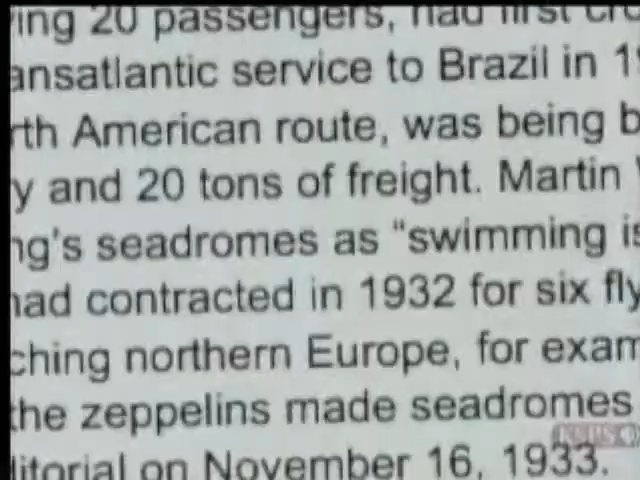 ing 20 passengers, had first cro
ansatlantic service to Brazil in 19
rth American route, was being b
y and 20 tons of freight. Martin
ng's seadromes as "swimming is
had contracted in 1932 for six fly
ching northern Europe, for exam
the zeppelins made seadromes
litorial on November 16, 1933.